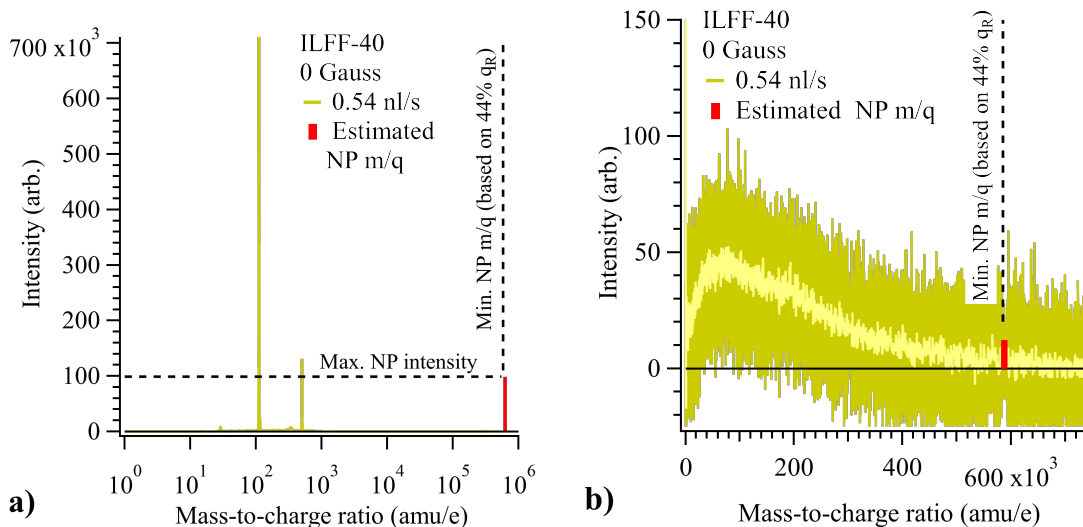 ILFF-40
0 Gauss
0.54 nl/s
Estimated
NP m/q
Min. NP m/q (based on 44% qR)
Max. NP intensity
700 x10³
600
500
400
300
200
100
0
Intensity (arb.)
10⁰ 10¹ 10² 10³ 10⁴ 10⁵ 10⁶
Mass-to-charge ratio (amu/e)
a)
ILFF-40
0 Gauss
0.54 nl/s
Estimated NP m/q
Min. NP m/q (based on 44% qR)
150
100
50
0
Intensity (arb.)
0 200 400 600 x10³
Mass-to-charge ratio (amu/e)
b)